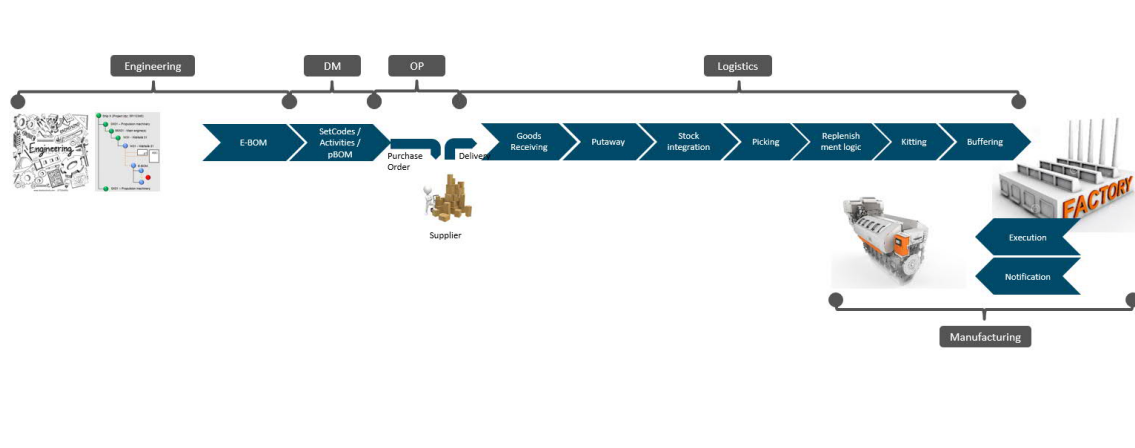 Engineering
DM
OP
Logistics
Engineering
E-BOM
SetCodes /
Activities /
pBOM
Purchase
Order
Delivery
Supplier
Goods
Receiving
Putaway
Stock
integration
Picking
Replenish
ment logic
Kitting
Buffering
FACTORY
Execution
Notification
Manufacturing